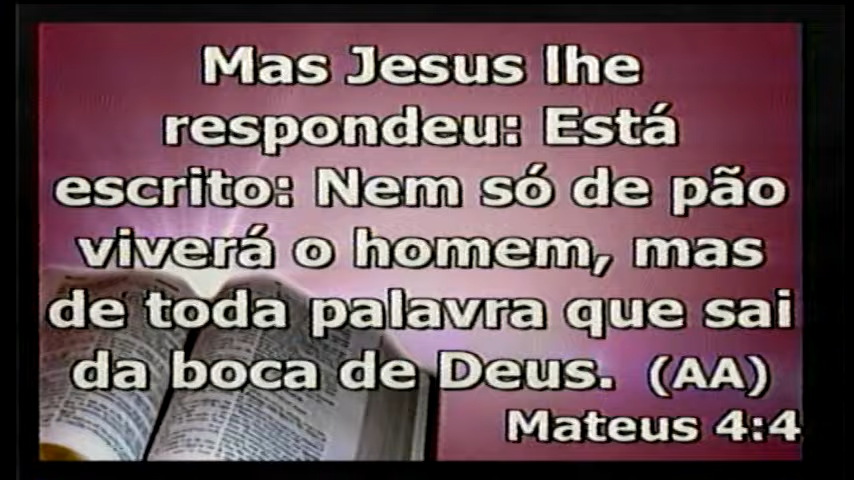 Mas Jesus lhe
respondeu: Está
escrito: Nem só de pão
viverá o homem, mas
de toda palavra que sai
da boca de Deus. (AA)
Mateus 4:4